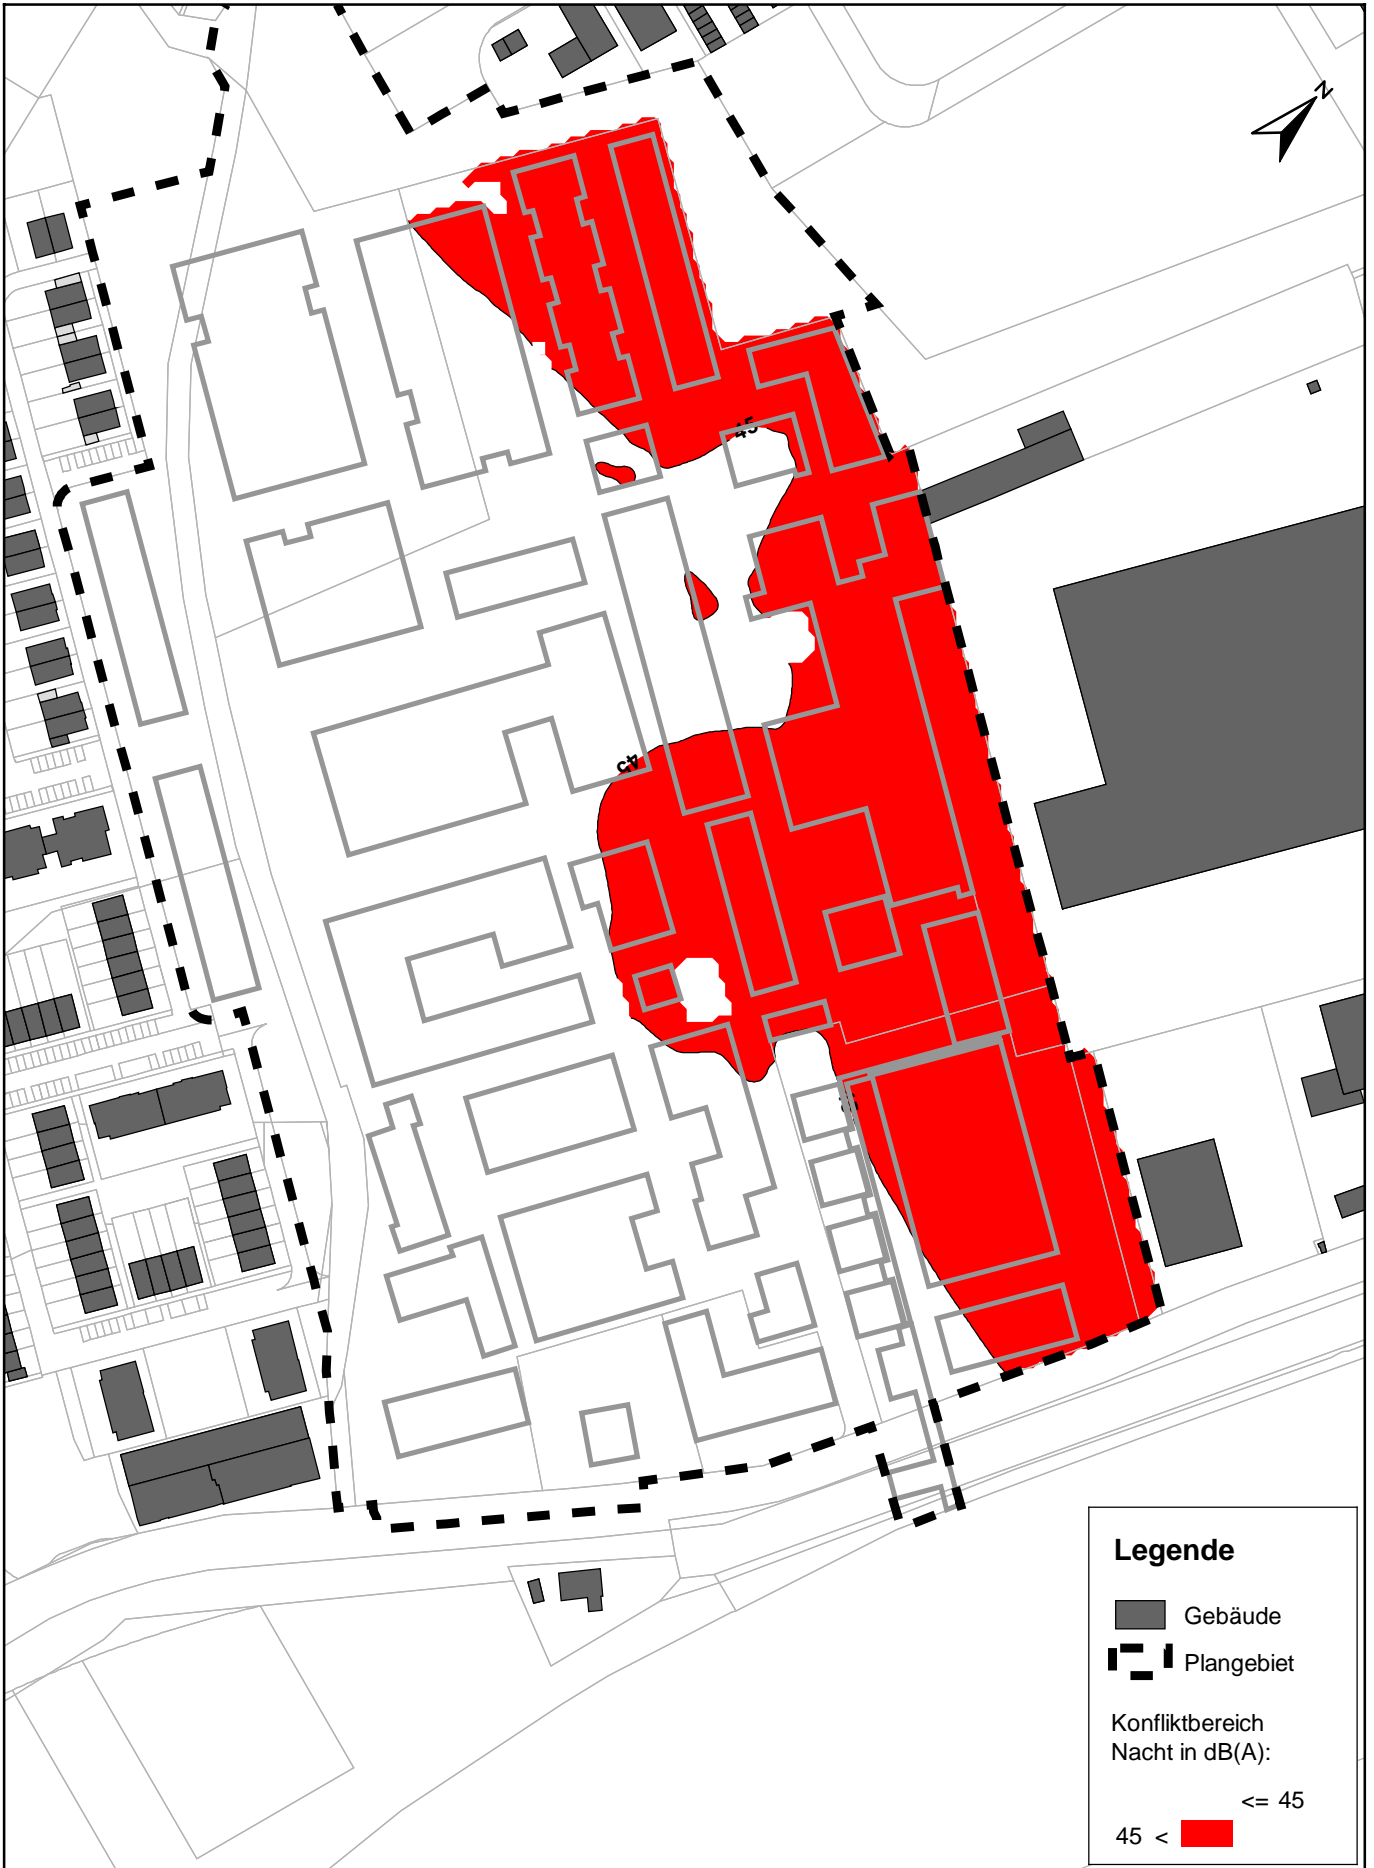 N
45
45
Legende
Gebäude
Plangebiet
Konfliktbereich
Nacht in dB(A):
<= 45
45 <